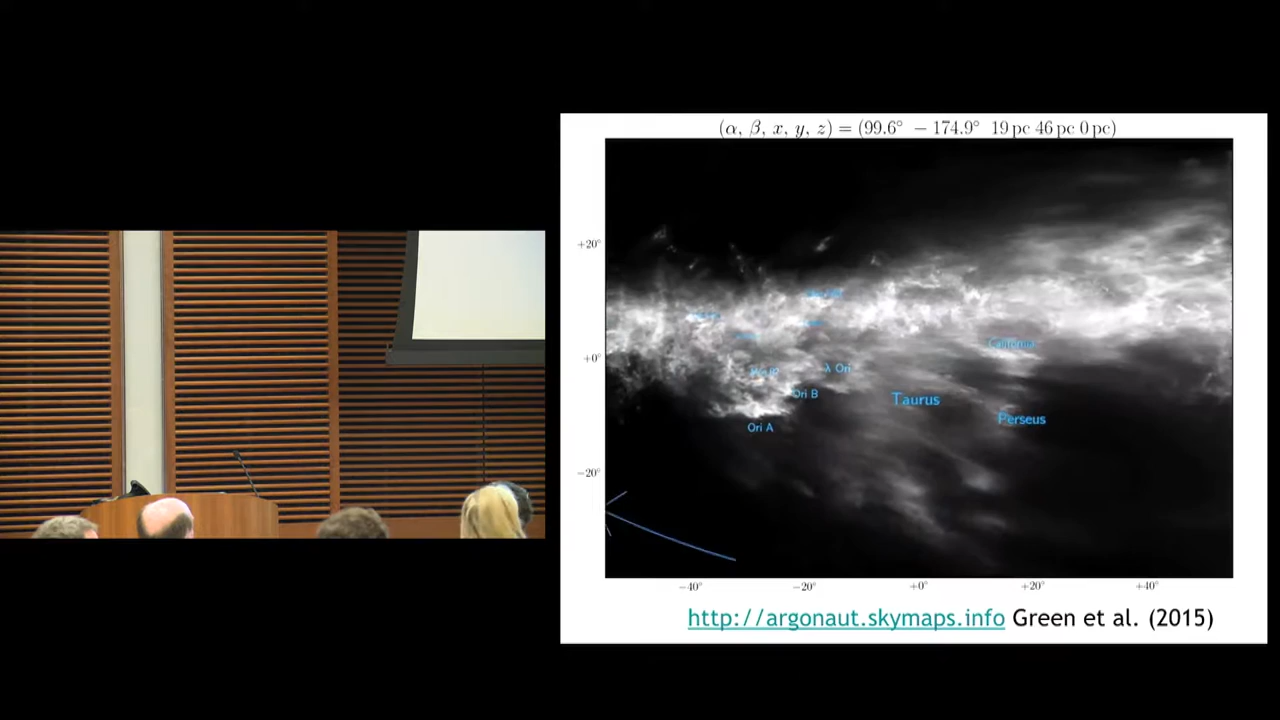 (α, β, x, y, z) = (99.6° − 174.9° 19 pc 46 pc 0 pc)
+20°
+0°
−20°
California
λ Ori
Ori B
Taurus
Perseus
Ori A
−40°
−20°
+0°
+20°
+40°
http://argonaut.skymaps.info Green et al. (2015)